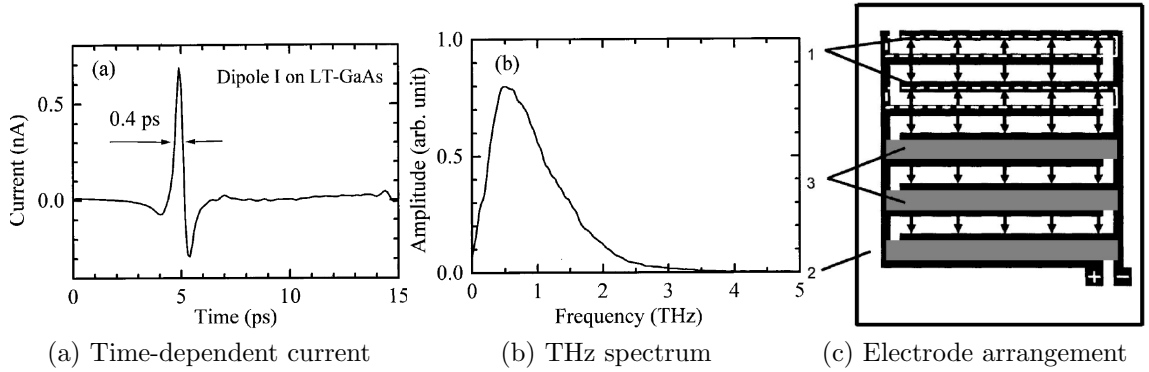 (a)
Dipole I on LT-GaAs
0.4 ps
0.5
0.0
Current (nA)
0 5 10 15
Time (ps)
(b)
1.0
0.5
0.0
Amplitude (arb. unit)
0 1 2 3 4 5
Frequency (THz)
1
3
2
+ −
(a) Time-dependent current
(b) THz spectrum
(c) Electrode arrangement